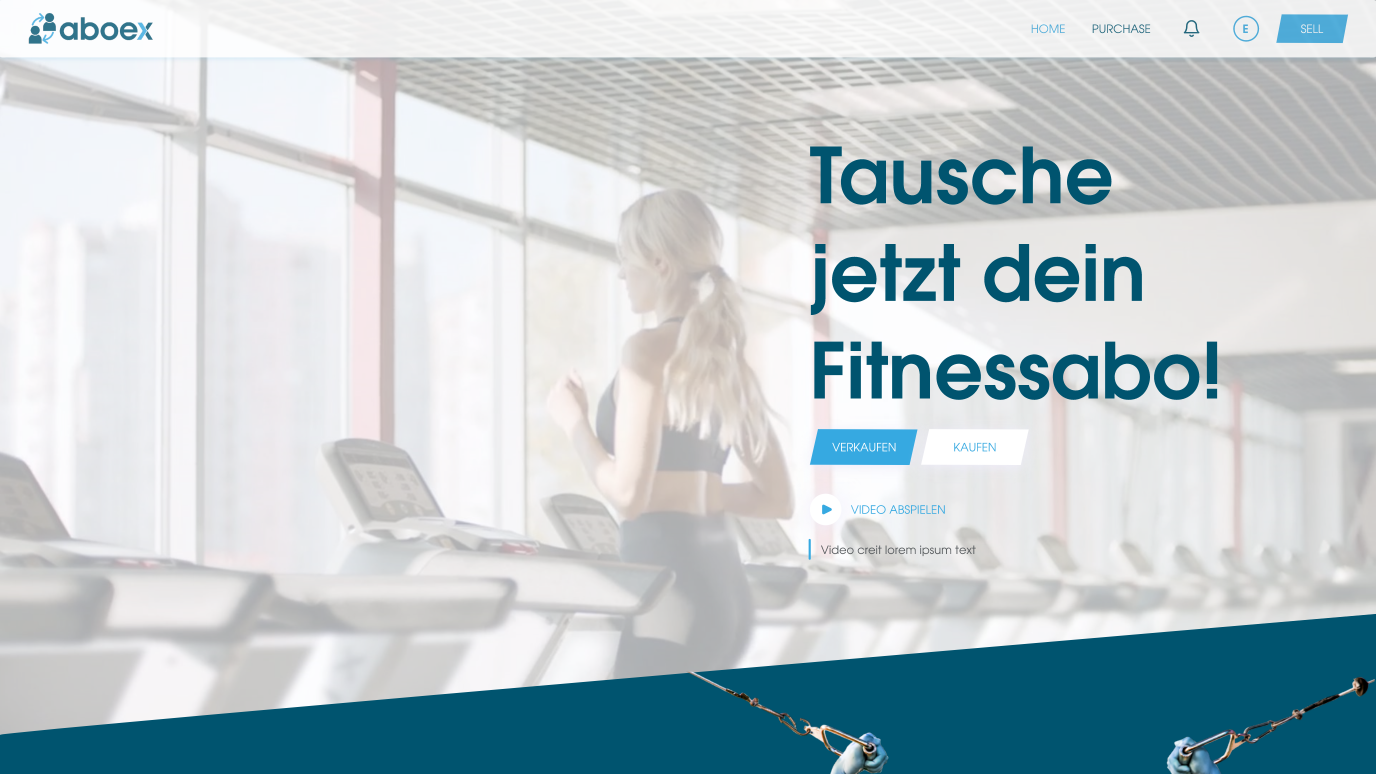 aboex
HOME
PURCHASE
E
SELL
Tausche
jetzt dein
Fitnessabo!
VERKAUFEN
KAUFEN
VIDEO ABSPIELEN
Video creit lorem ipsum text